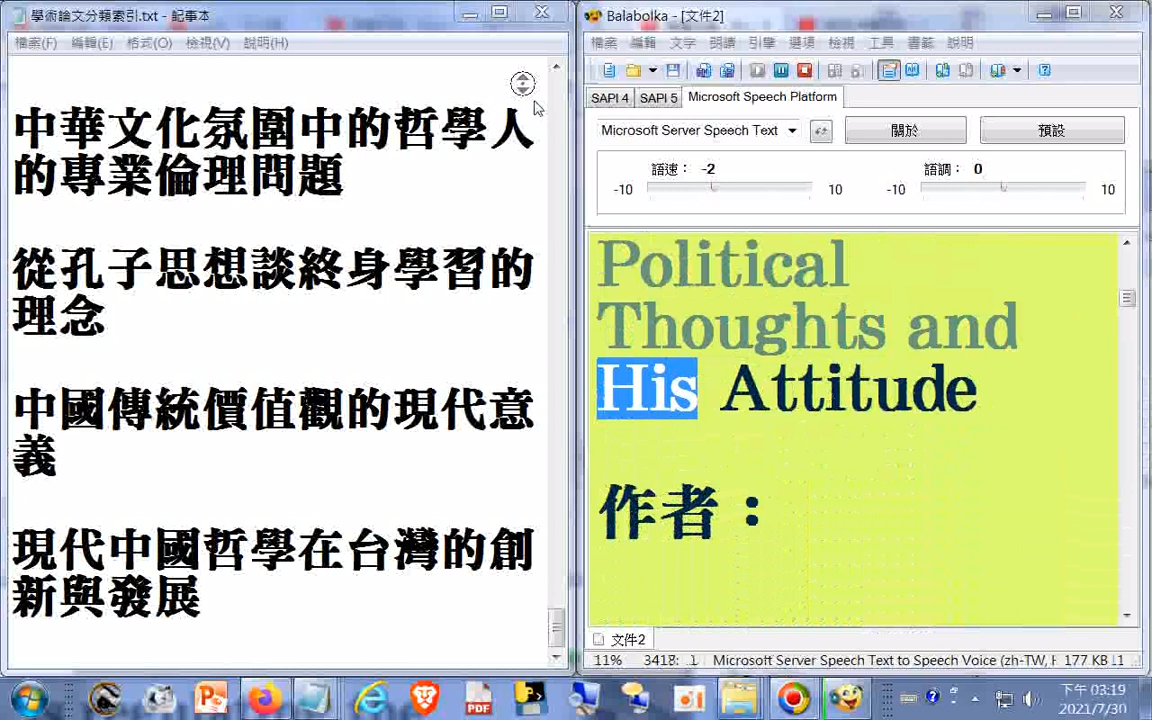 學術論文分類索引.txt - 記事本
檔案(F) 編輯(E) 格式(O) 檢視(V) 說明(H)
中華文化氛圍中的哲學人
的專業倫理問題
從孔子思想談終身學習的
理念
中國傳統價值觀的現代意
義
現代中國哲學在台灣的創
新與發展
Balabolka - [文件2]
檔案 編輯 文字 朗讀 引擎 選項 檢視 工具 書籤 說明
SAPI 4 SAPI 5 Microsoft Speech Platform
Microsoft Server Speech Text 關於 預設
語速： -2 語調： 0
-10 10 -10 10
Political
Thoughts and
His Attitude
作者：
文件2
11% 3418: 1 Microsoft Server Speech Text to Speech Voice (zh-TW, 177 KB
PDF
下午 03:19
2021/7/30